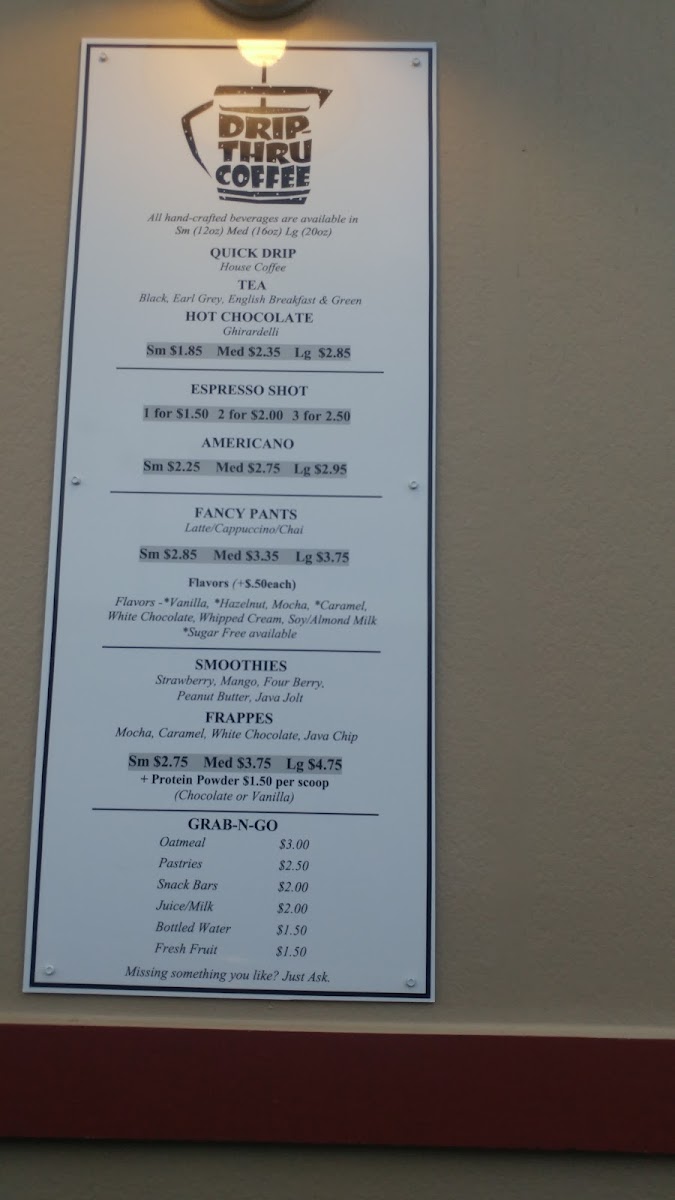 DRIP
THRU
COFFEE
All hand-crafted beverages are available in
Sm (12oz) Med (16oz) Lg (20oz)
QUICK DRIP
House Coffee
TEA
Black, Earl Grey, English Breakfast & Green
HOT CHOCOLATE
Ghirardelli
Sm $1.85 Med $2.35 Lg $2.85
ESPRESSO SHOT
1 for $1.50 2 for $2.00 3 for 2.50
AMERICANO
Sm $2.25 Med $2.75 Lg $2.95
FANCY PANTS
Latte/Cappuccino/Chai
Sm $2.85 Med $3.35 Lg $3.75
Flavors (+$.50each)
Flavors -*Vanilla, *Hazelnut, Mocha, *Caramel,
White Chocolate, Whipped Cream, Soy/Almond Milk
*Sugar Free available
SMOOTHIES
Strawberry, Mango, Four Berry,
Peanut Butter, Java Jolt
FRAPPES
Mocha, Caramel, White Chocolate, Java Chip
Sm $2.75 Med $3.75 Lg $4.75
+ Protein Powder $1.50 per scoop
(Chocolate or Vanilla)
GRAB-N-GO
Oatmeal $3.00
Pastries $2.50
Snack Bars $2.00
Juice/Milk $2.00
Bottled Water $1.50
Fresh Fruit $1.50
Missing something you like? Just Ask.